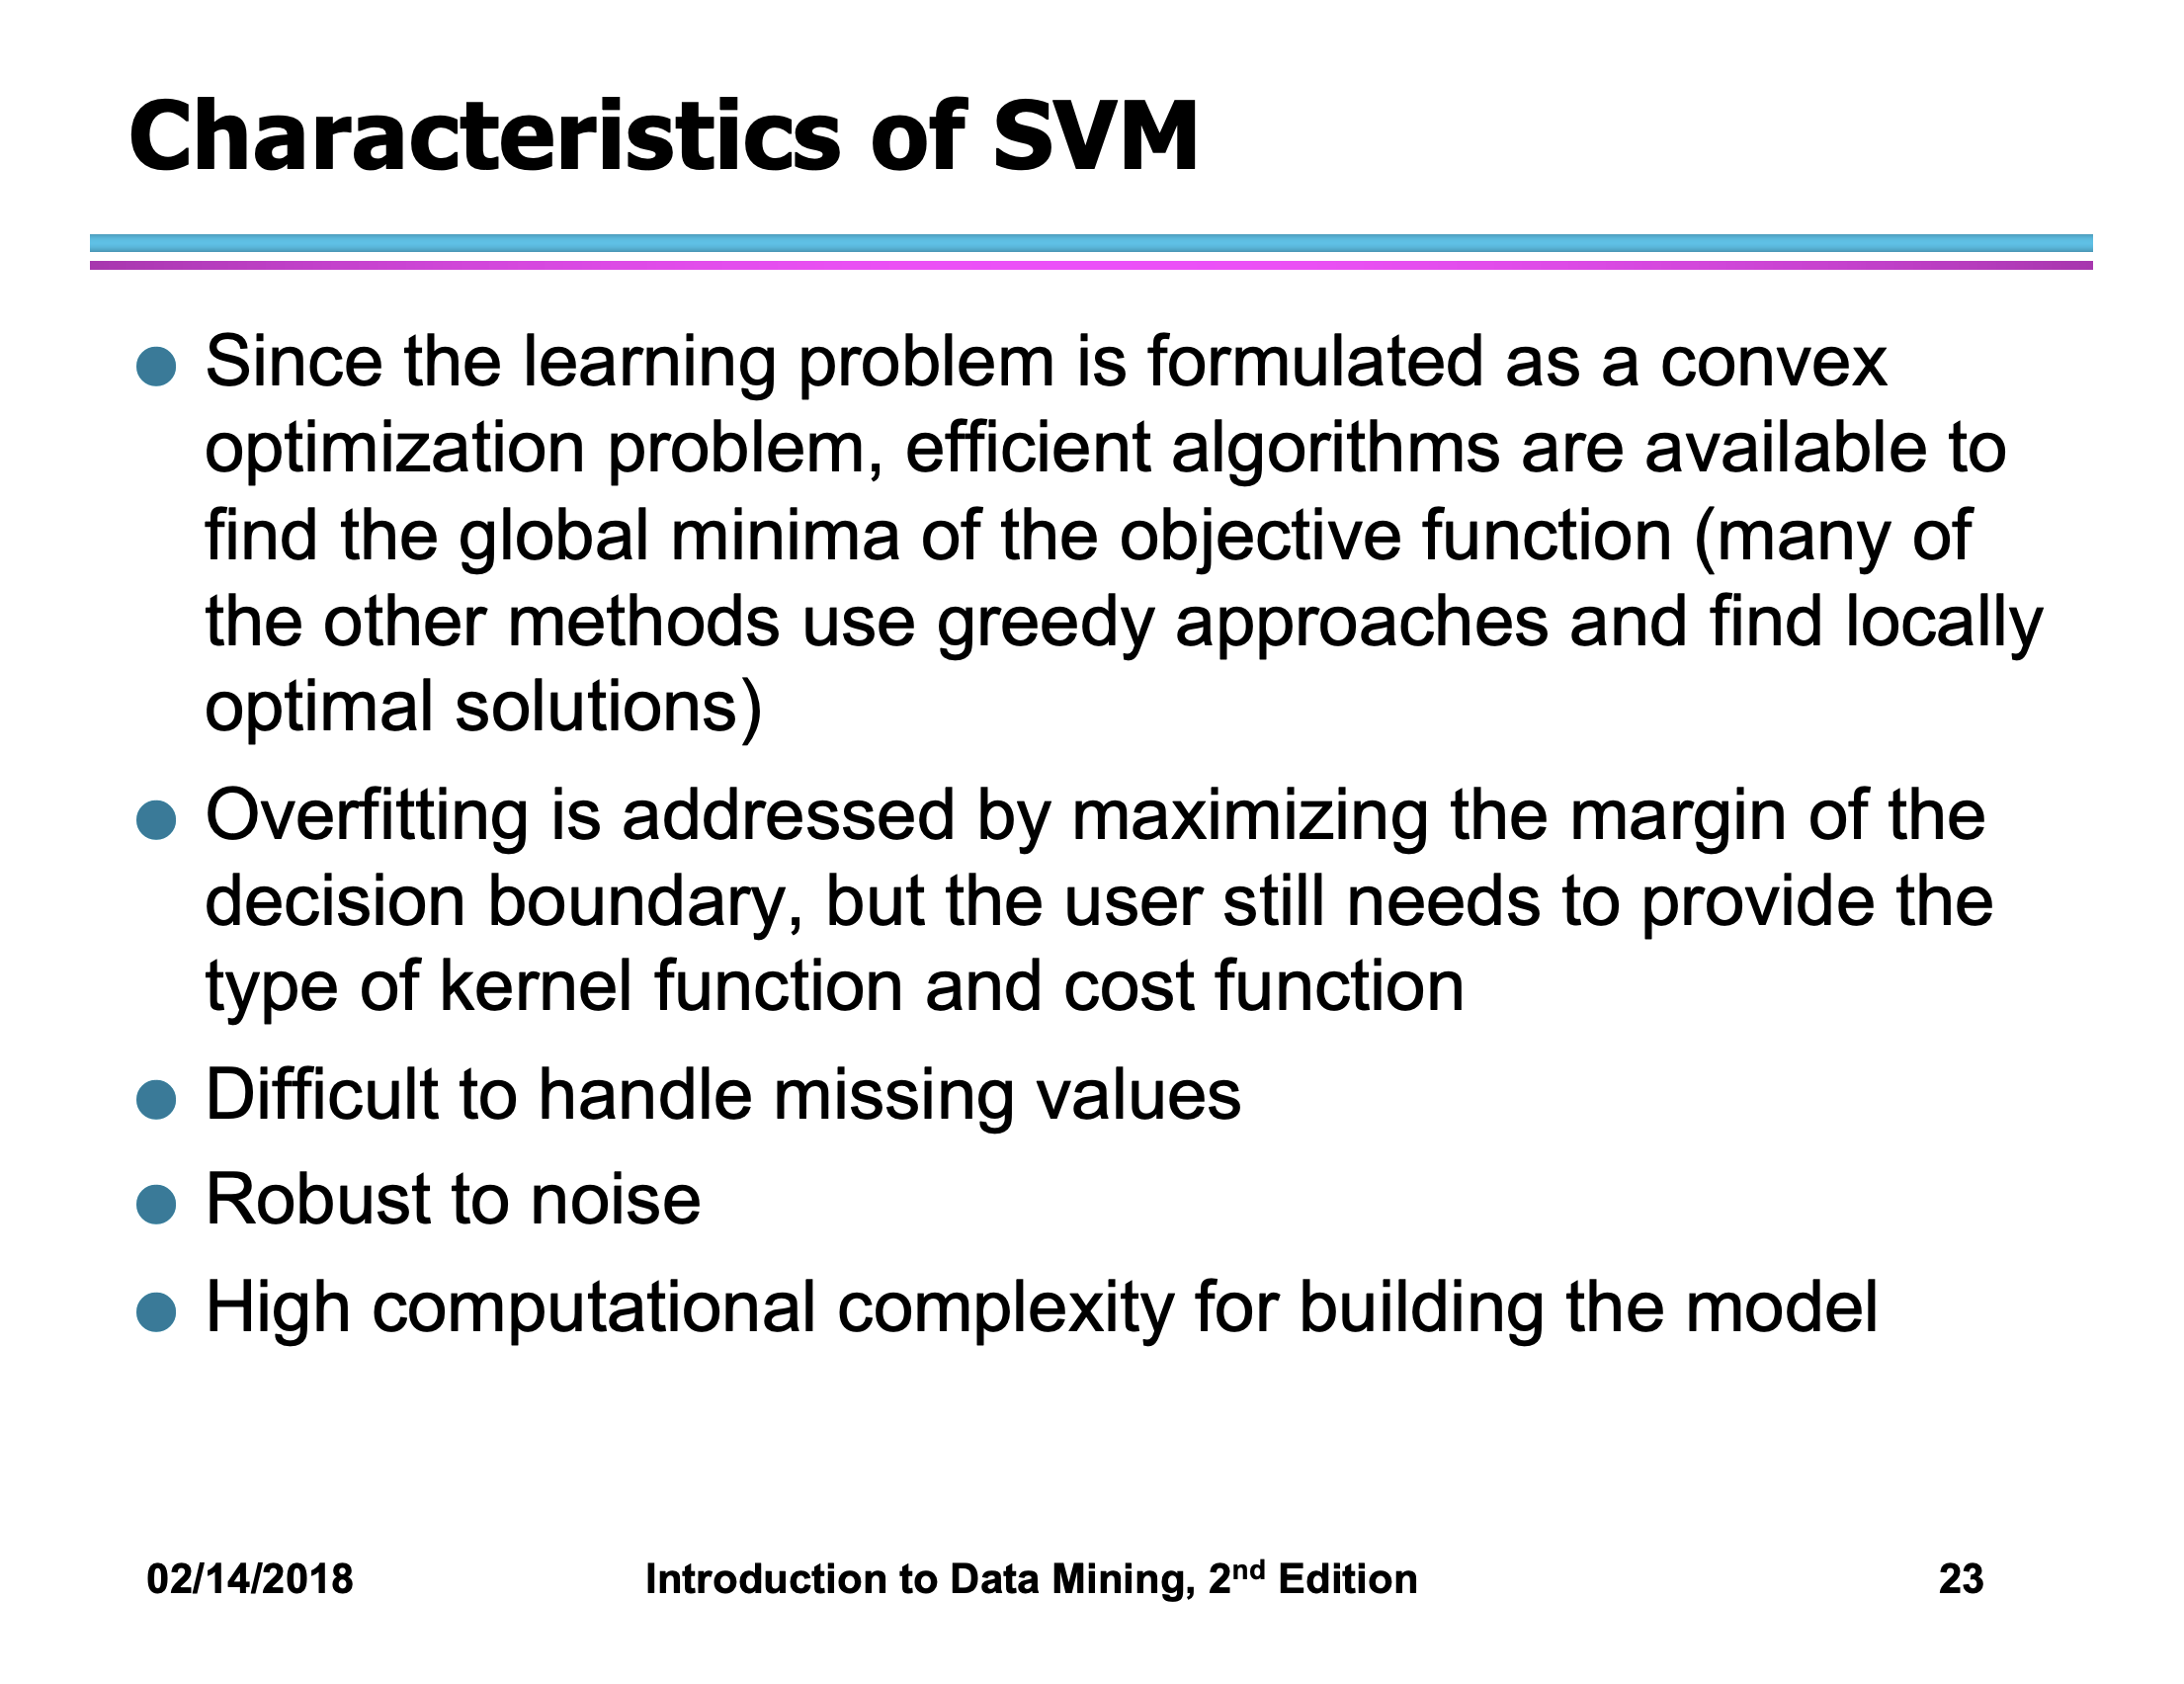 Characteristics of SVM
Since the learning problem is formulated as a convex
optimization problem, efficient algorithms are available to
find the global minima of the objective function (many of
the other methods use greedy approaches and find locally
optimal solutions)
Overfitting is addressed by maximizing the margin of the
decision boundary, but the user still needs to provide the
type of kernel function and cost function
Difficult to handle missing values
Robust to noise
High computational complexity for building the model
02/14/2018 Introduction to Data Mining, 2nd Edition 23